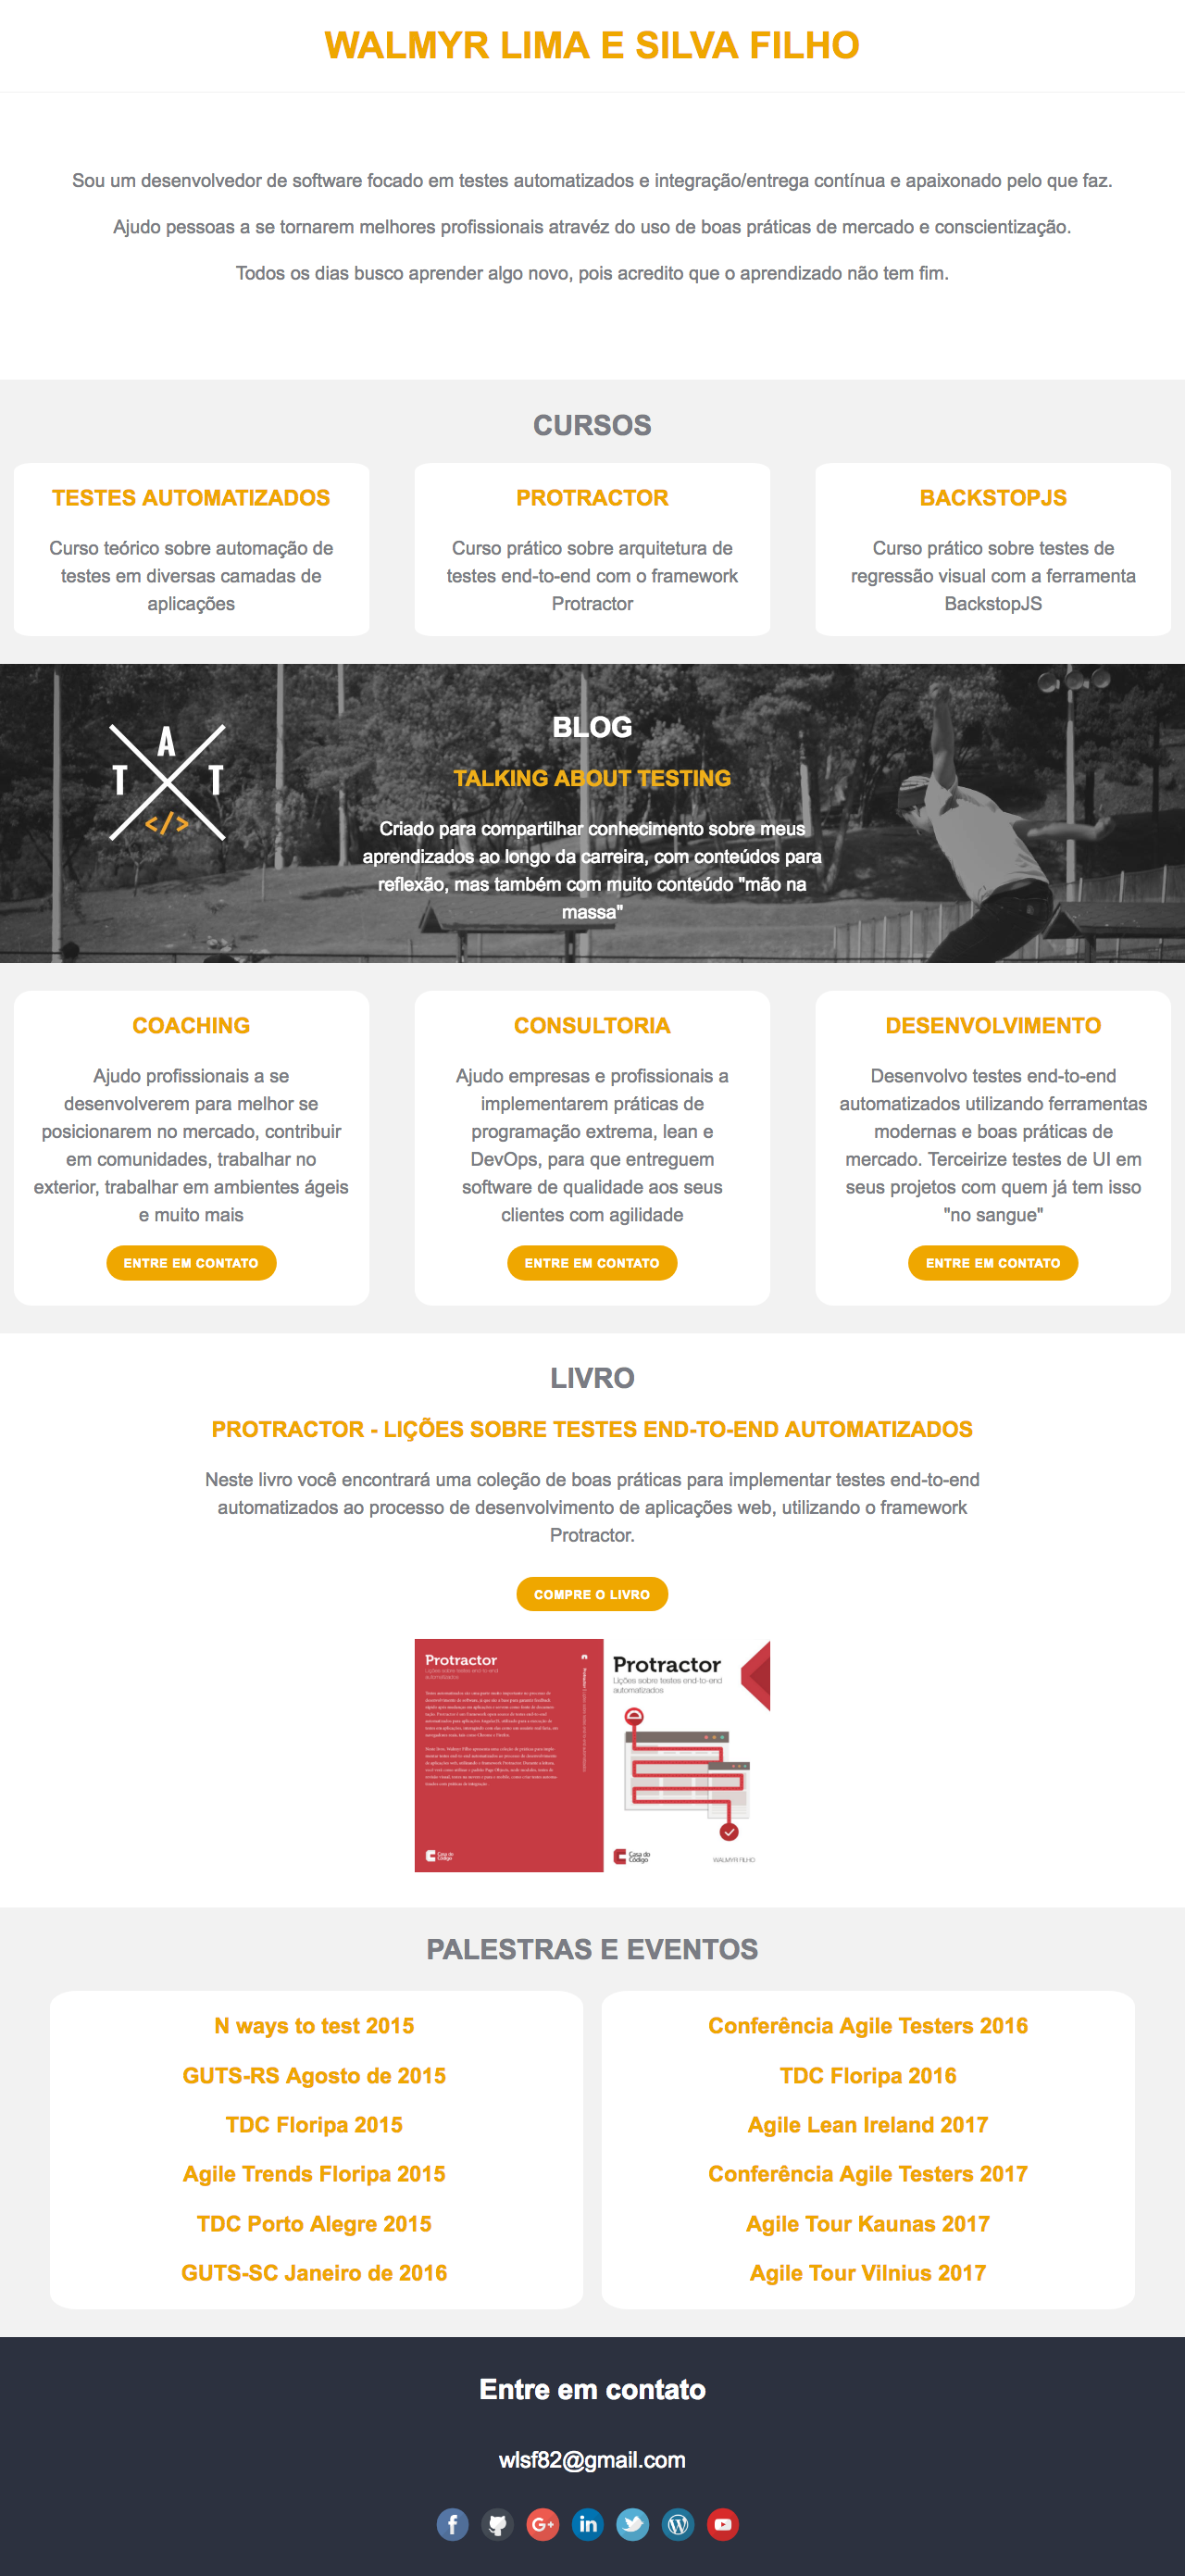 WALMYR LIMA E SILVA FILHO
Sou um desenvolvedor de software focado em testes automatizados e integração/entrega contínua e apaixonado pelo que faz.
Ajudo pessoas a se tornarem melhores profissionais atravéz do uso de boas práticas de mercado e conscientização.
Todos os dias busco aprender algo novo, pois acredito que o aprendizado não tem fim.
CURSOS
TESTES AUTOMATIZADOS
Curso teórico sobre automação de
testes em diversas camadas de
aplicações
PROTRACTOR
Curso prático sobre arquitetura de
testes end-to-end com o framework
Protractor
BACKSTOPJS
Curso prático sobre testes de
regressão visual com a ferramenta
BackstopJS
A
T T
</>
BLOG
TALKING ABOUT TESTING
Criado para compartilhar conhecimento sobre meus
aprendizados ao longo da carreira, com conteúdos para
reflexão, mas também com muito conteúdo "mão na
massa"
COACHING
Ajudo profissionais a se
desenvolverem para melhor se
posicionarem no mercado, contribuir
em comunidades, trabalhar no
exterior, trabalhar em ambientes ágeis
e muito mais
ENTRE EM CONTATO
CONSULTORIA
Ajudo empresas e profissionais a
implementarem práticas de
programação extrema, lean e
DevOps, para que entreguem
software de qualidade aos seus
clientes com agilidade
ENTRE EM CONTATO
DESENVOLVIMENTO
Desenvolvo testes end-to-end
automatizados utilizando ferramentas
modernas e boas práticas de
mercado. Terceirize testes de UI em
seus projetos com quem já tem isso
"no sangue"
ENTRE EM CONTATO
LIVRO
PROTRACTOR - LIÇÕES SOBRE TESTES END-TO-END AUTOMATIZADOS
Neste livro você encontrará uma coleção de boas práticas para implementar testes end-to-end
automatizados ao processo de desenvolvimento de aplicações web, utilizando o framework
Protractor.
COMPRE O LIVRO
Protractor
Lições sobre testes end-to-end
automatizados
Casa do
Código
Protractor
Lições sobre testes end-to-end
automatizados
Casa do
Código
WALMYR FILHO
PALESTRAS E EVENTOS
N ways to test 2015
GUTS-RS Agosto de 2015
TDC Floripa 2015
Agile Trends Floripa 2015
TDC Porto Alegre 2015
GUTS-SC Janeiro de 2016
Conferência Agile Testers 2016
TDC Floripa 2016
Agile Lean Ireland 2017
Conferência Agile Testers 2017
Agile Tour Kaunas 2017
Agile Tour Vilnius 2017
Entre em contato
wlsf82@gmail.com